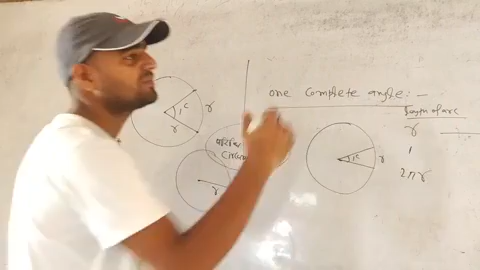 one complete angle:-
Length of arc
r
1
2πr
1ᶜ
r
r
1ᶜ
r